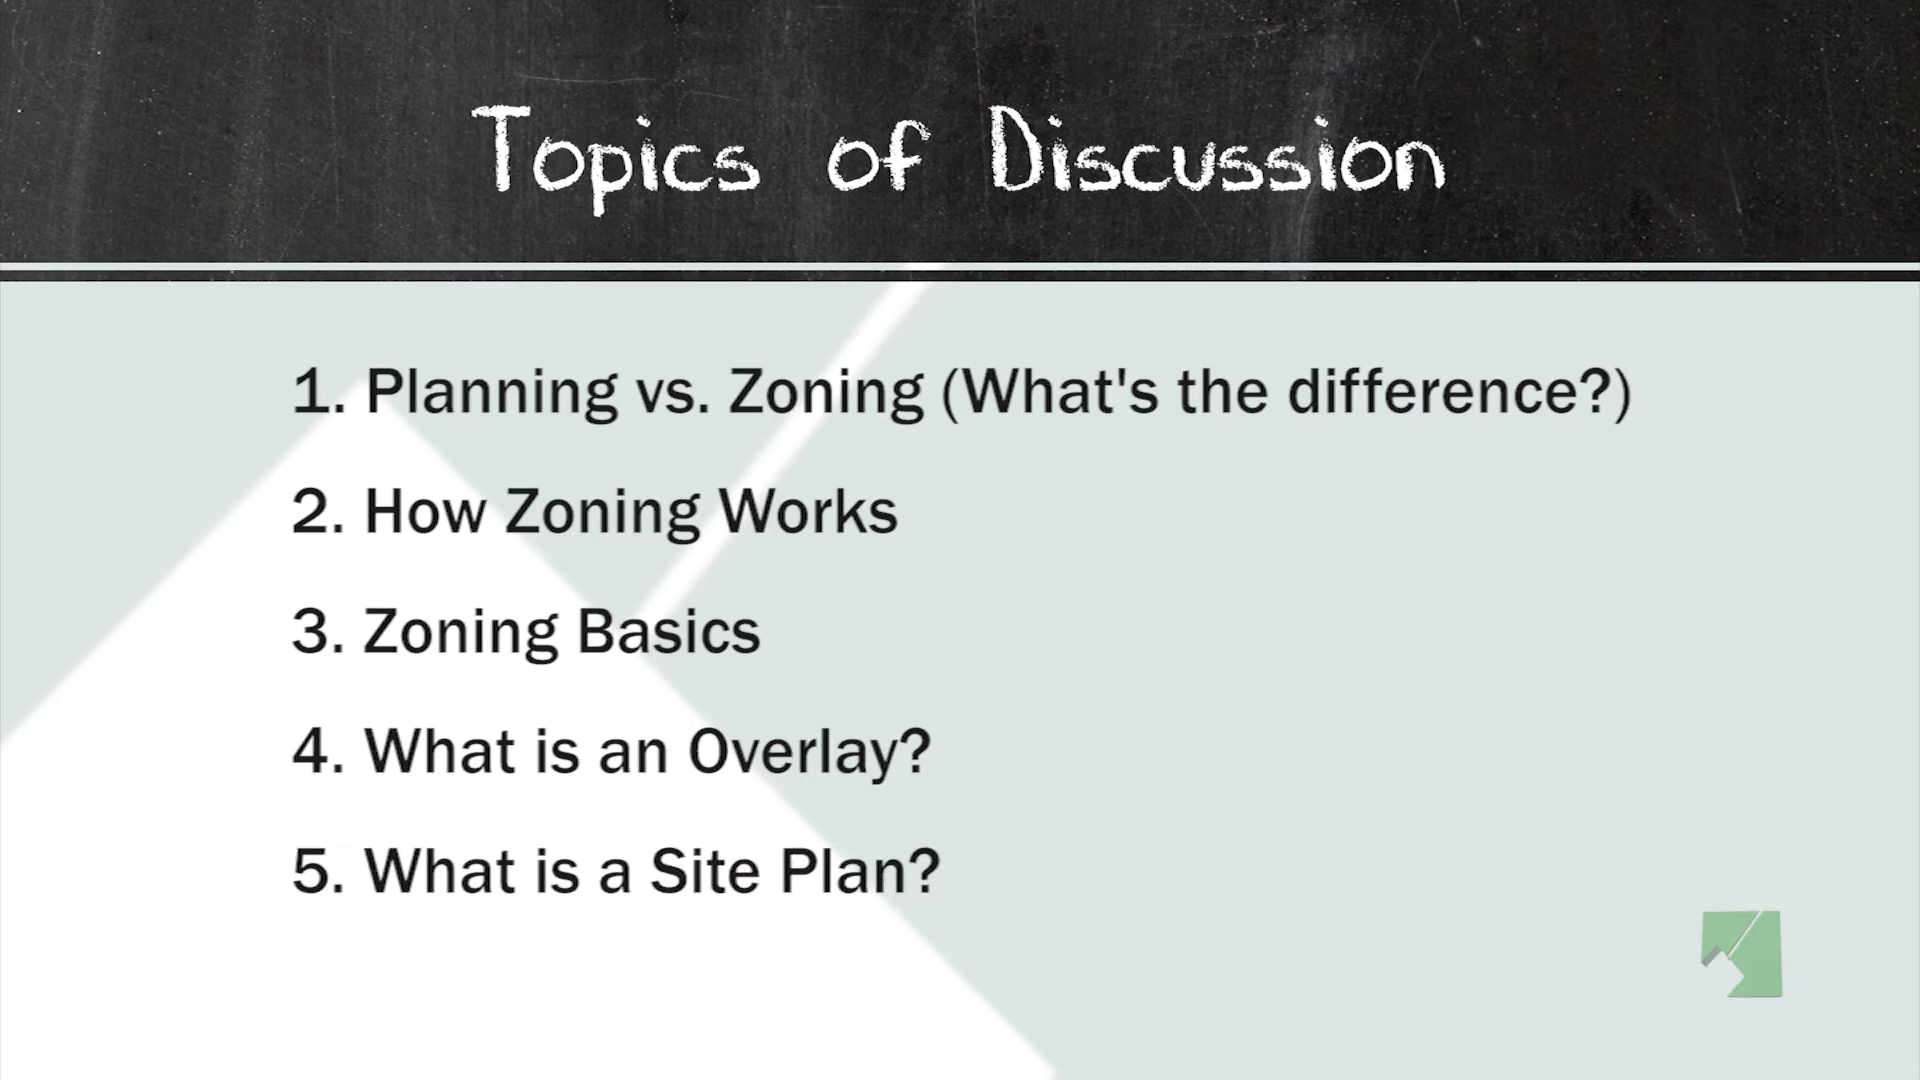 Topics of Discussion
1. Planning vs. Zoning (What's the difference?)
2. How Zoning Works
3. Zoning Basics
4. What is an Overlay?
5. What is a Site Plan?